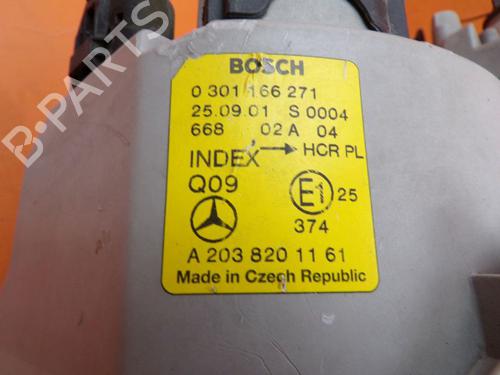 BOSCH
0 301 166 271
25.09.01 S 0004
668 02 A 04
INDEX → HCR PL
Q09
E1 25
374
A 203 820 11 61
Made in Czech Republic
B-PARTS